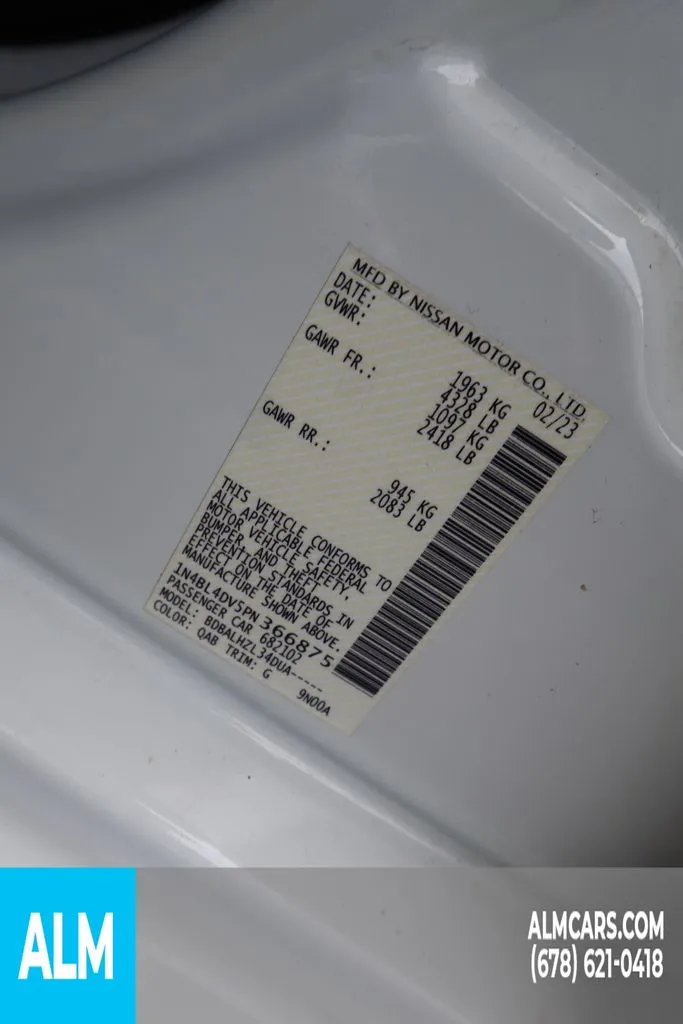 MFD BY NISSAN MOTOR CO., LTD.
DATE: 02/23
GVWR: 1963 KG
4328 LB
GAWR FR.: 1097 KG
2418 LB
GAWR RR.: 945 KG
2083 LB
THIS VEHICLE CONFORMS TO
ALL APPLICABLE FEDERAL
MOTOR VEHICLE SAFETY,
BUMPER, AND THEFT
PREVENTION STANDARDS IN
EFFECT ON THE DATE OF
MANUFACTURE SHOWN ABOVE.
1N4BL4DV5PN366875
PASSENGER CAR 682102
MODEL: BDBALHZL34DUA-----
COLOR: QAB TRIM: G 9N00A
ALM
ALMCARS.COM
(678) 621-0418